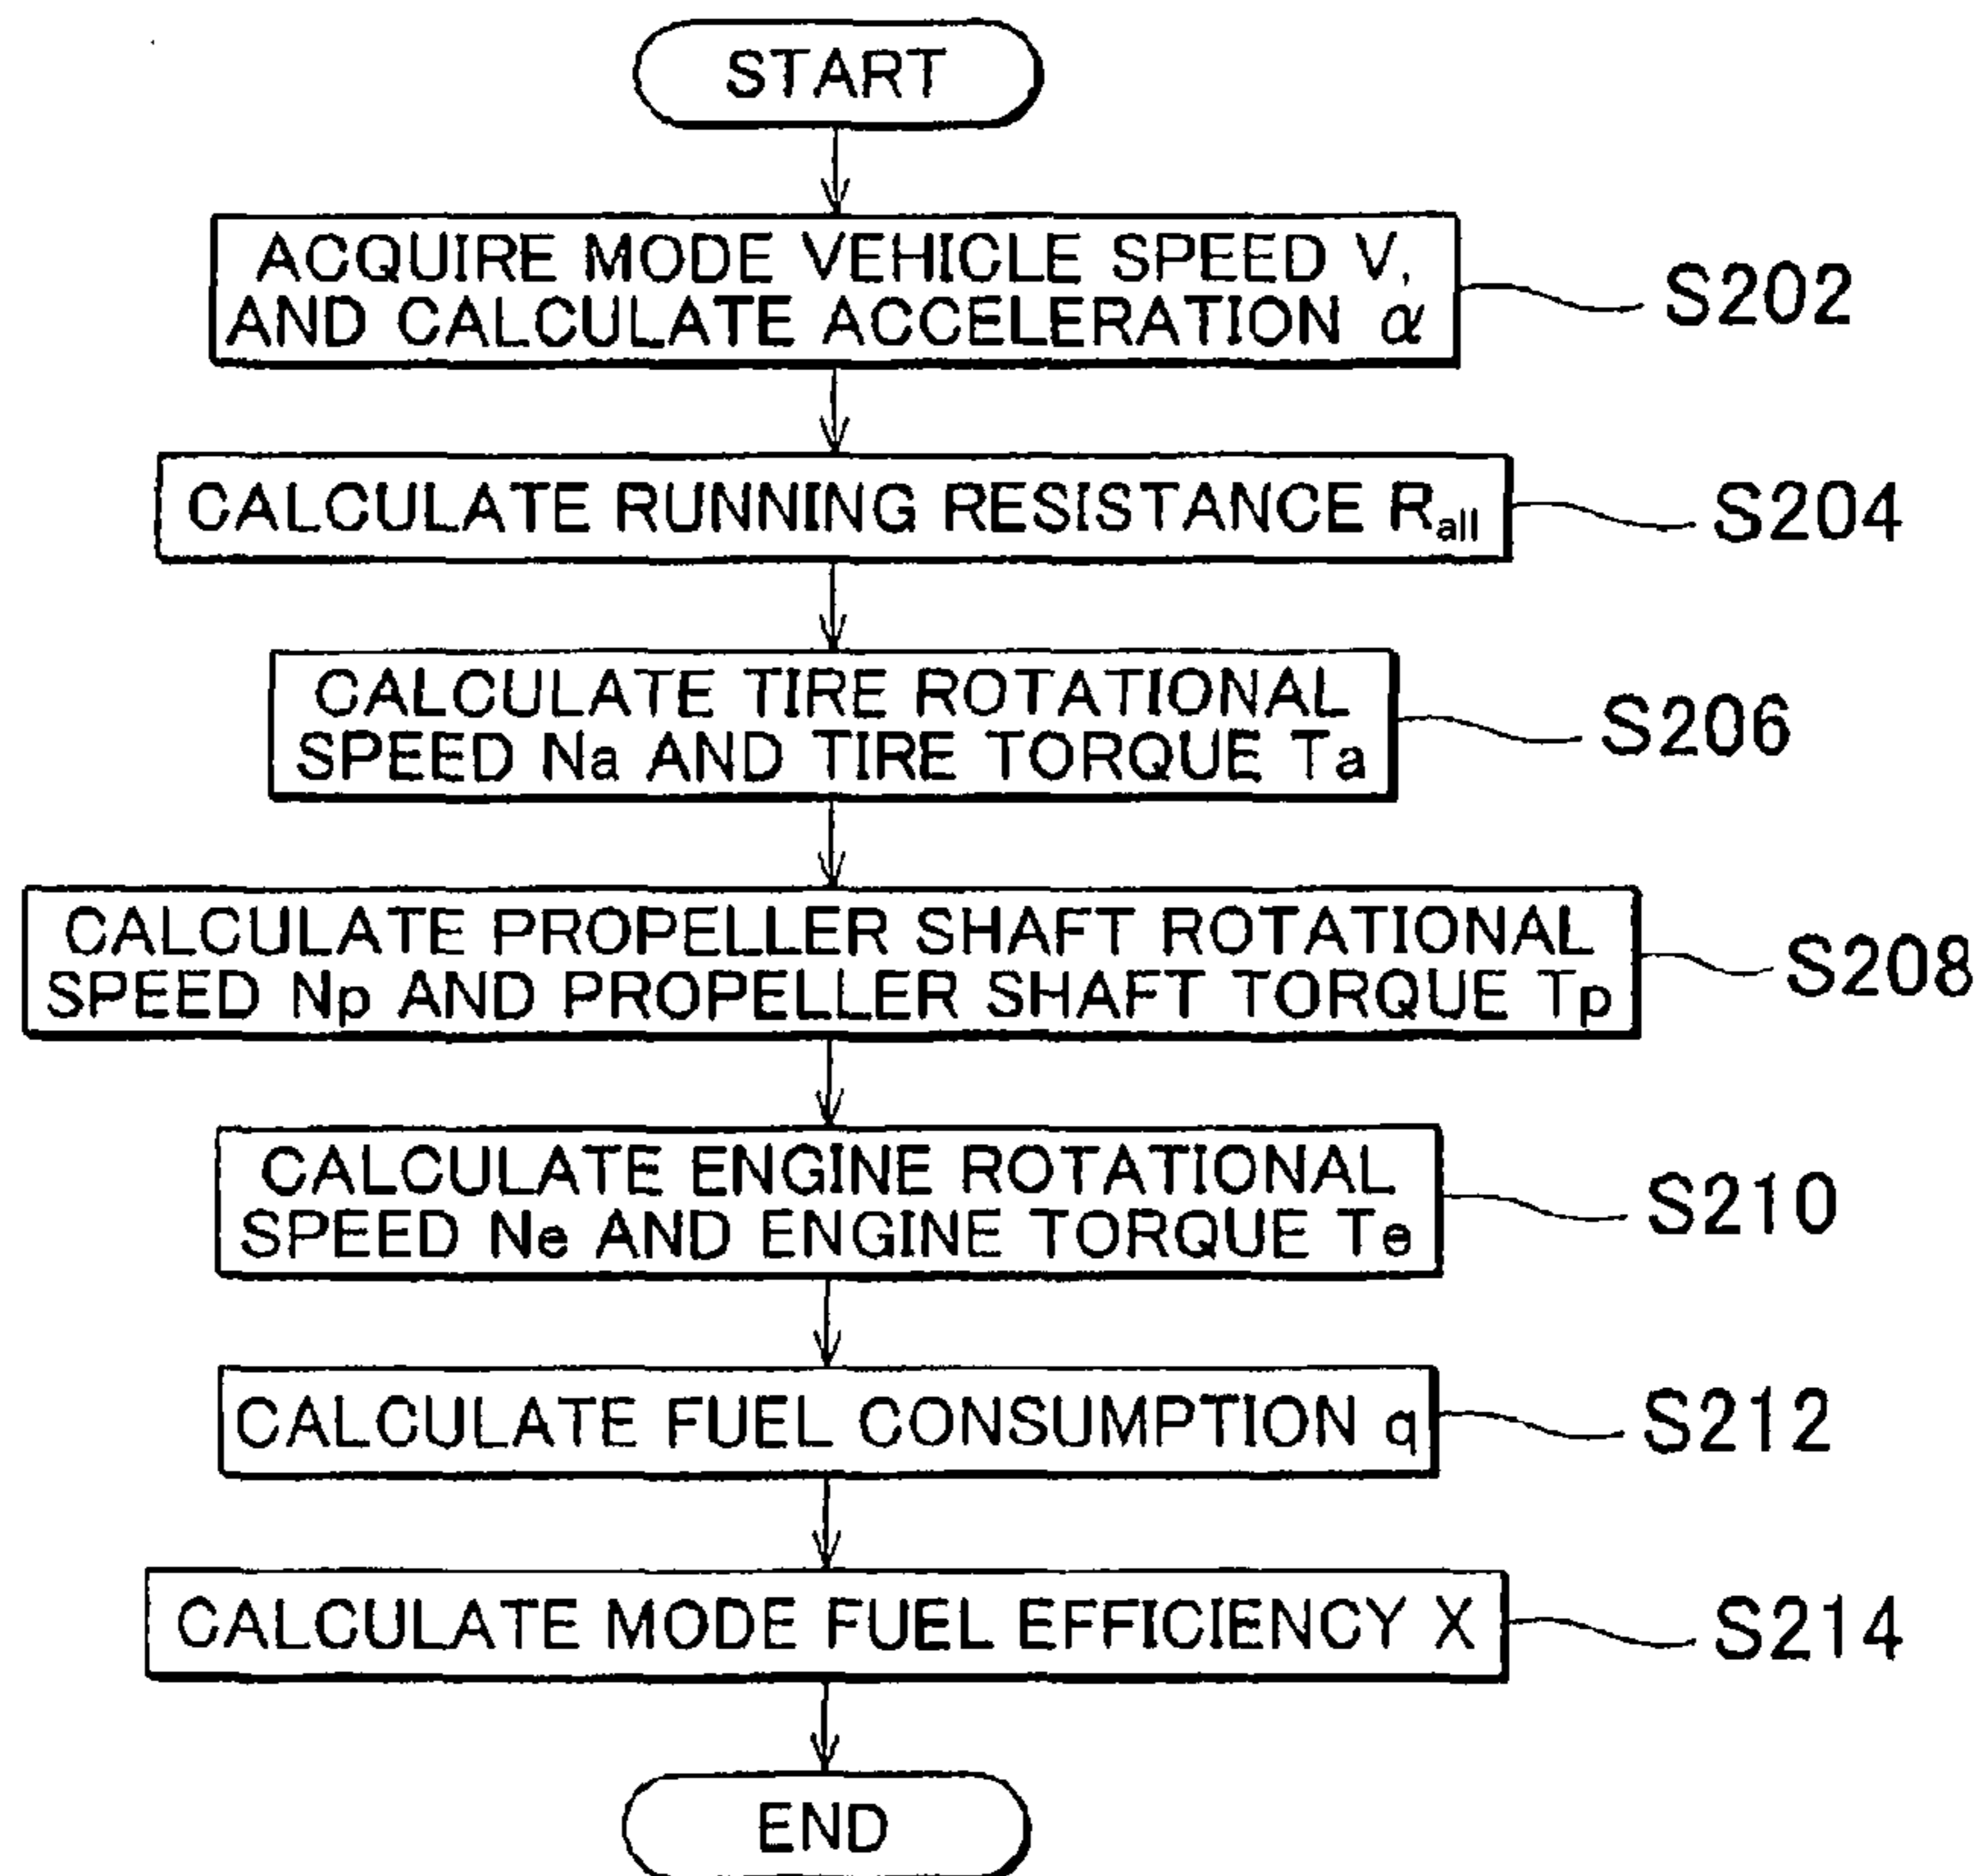 START
ACQUIRE MODE VEHICLE SPEED V,
AND CALCULATE ACCELERATION α
S202
CALCULATE RUNNING RESISTANCE Rall
S204
CALCULATE TIRE ROTATIONAL
SPEED Na AND TIRE TORQUE Ta
S206
CALCULATE PROPELLER SHAFT ROTATIONAL
SPEED Np AND PROPELLER SHAFT TORQUE Tp
S208
CALCULATE ENGINE ROTATIONAL
SPEED Ne AND ENGINE TORQUE Te
S210
CALCULATE FUEL CONSUMPTION q
S212
CALCULATE MODE FUEL EFFICIENCY X
S214
END